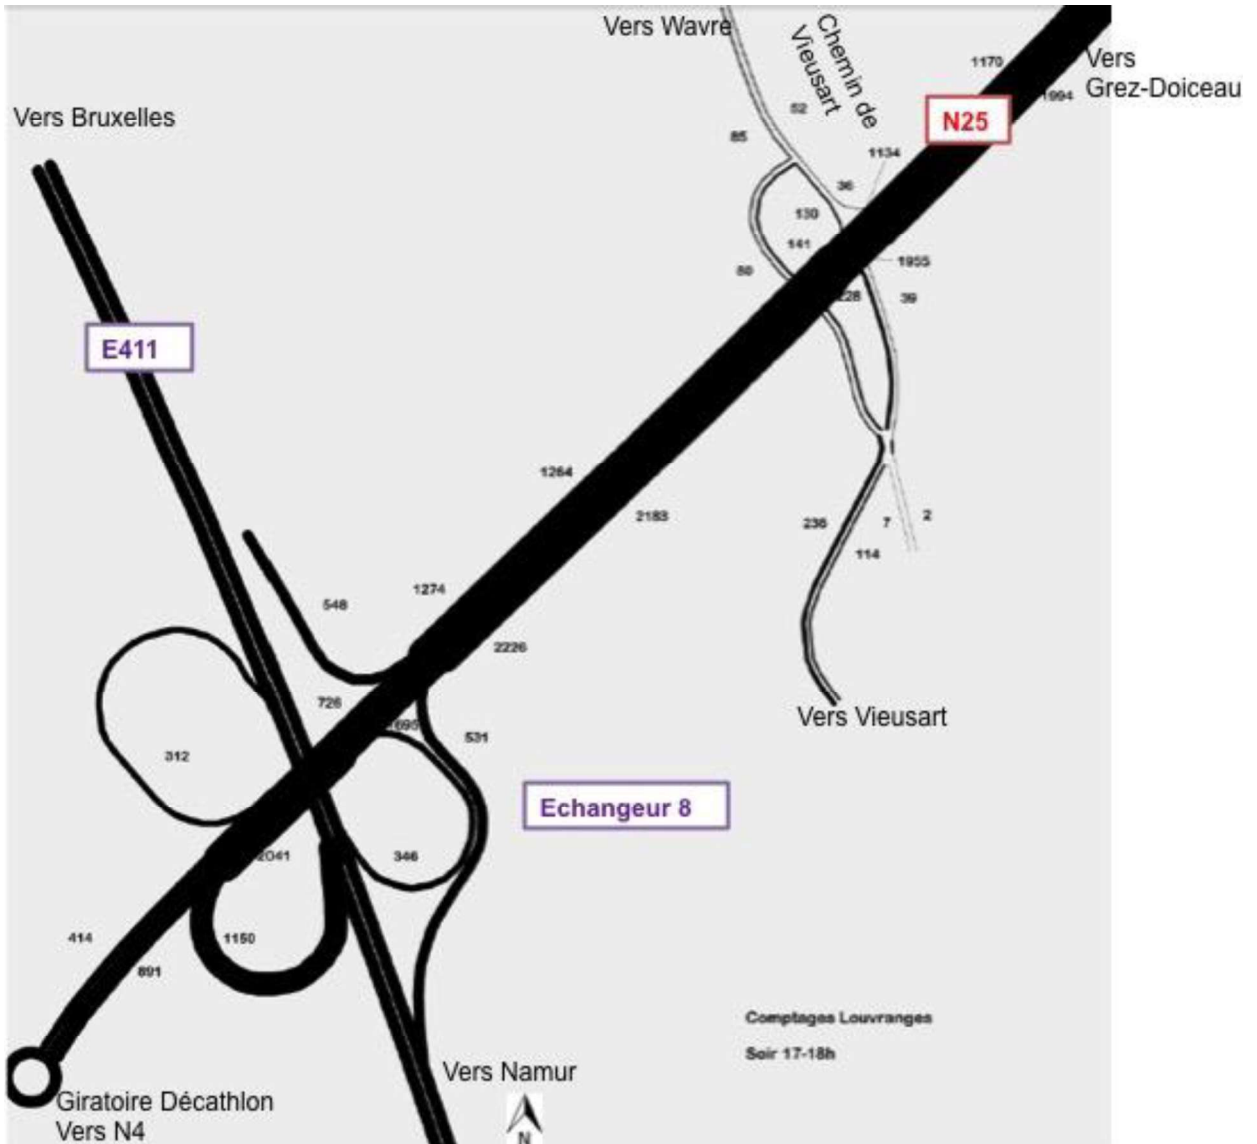 Vers Wavre
Chemin de
Vieusart
Vers
Grez-Doiceau
1170
1994
N25
Vers Bruxelles
52
85
1134
36
130
141
1955
80
228
39
E411
1264
2183
236
7
2
114
1274
548
2226
Vers Vieusart
726
695
531
312
Echangeur 8
2041
346
414
1150
891
Comptages Louvranges
Soir 17-18h
Vers Namur
Giratoire Décathlon
Vers N4
N